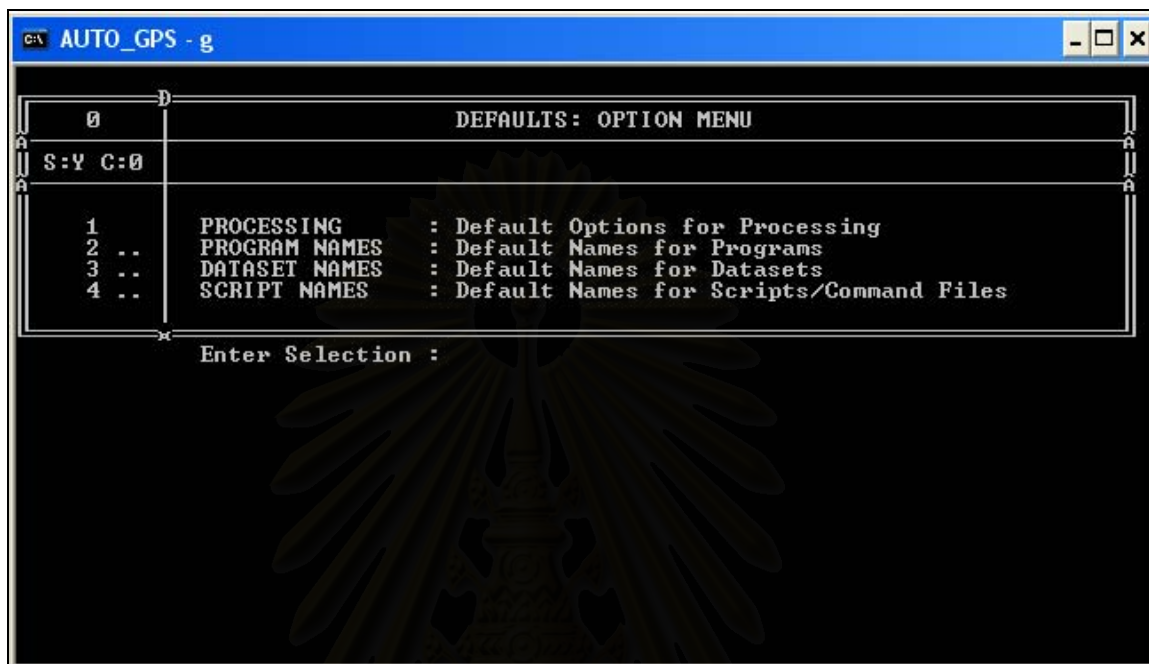 AUTO_GPS - g
0 DEFAULTS: OPTION MENU
S:Y C:0
1 PROCESSING : Default Options for Processing
2 .. PROGRAM NAMES : Default Names for Programs
3 .. DATASET NAMES : Default Names for Datasets
4 .. SCRIPT NAMES : Default Names for Scripts/Command Files
Enter Selection :